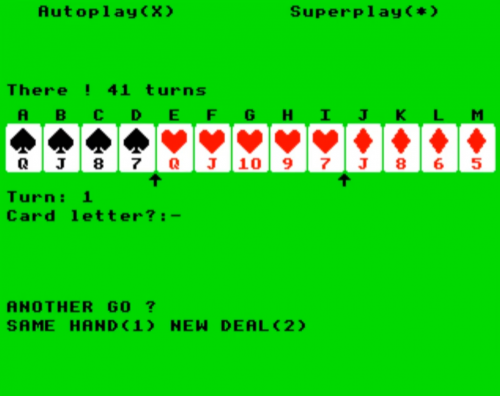 Autoplay(X) Superplay(*)
There ! 41 turns
A B C D E F G H I J K L M
Q J 8 7 Q J 10 9 7 J 8 6 5
Turn: 1
Card letter?:-
ANOTHER GO ?
SAME HAND(1) NEW DEAL(2)